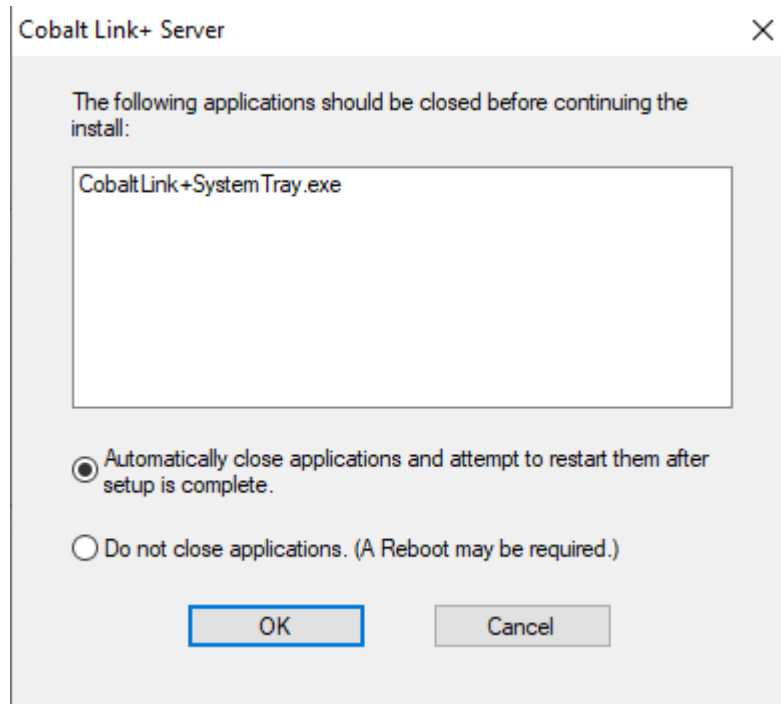 Cobalt Link+ Server
The following applications should be closed before continuing the
install:
CobaltLink+SystemTray.exe
Automatically close applications and attempt to restart them after
setup is complete.
Do not close applications. (A Reboot may be required.)
OK
Cancel